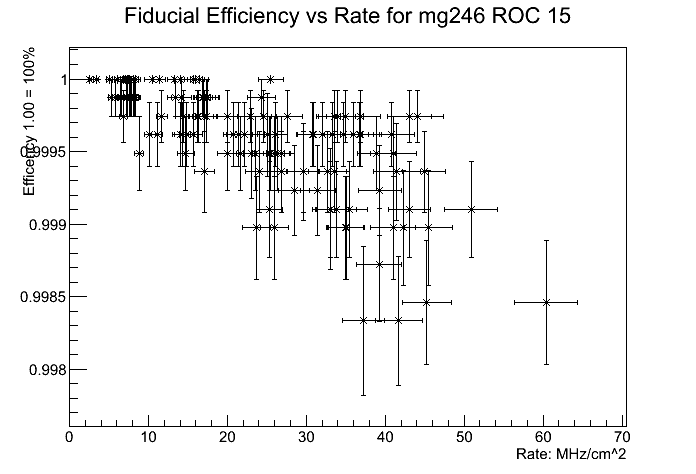 Fiducial Efficiency vs Rate for mg246 ROC 15
Efficency 1.00 = 100%
1
0.9995
0.999
0.9985
0.998
0 10 20 30 40 50 60 70
Rate: MHz/cm^2